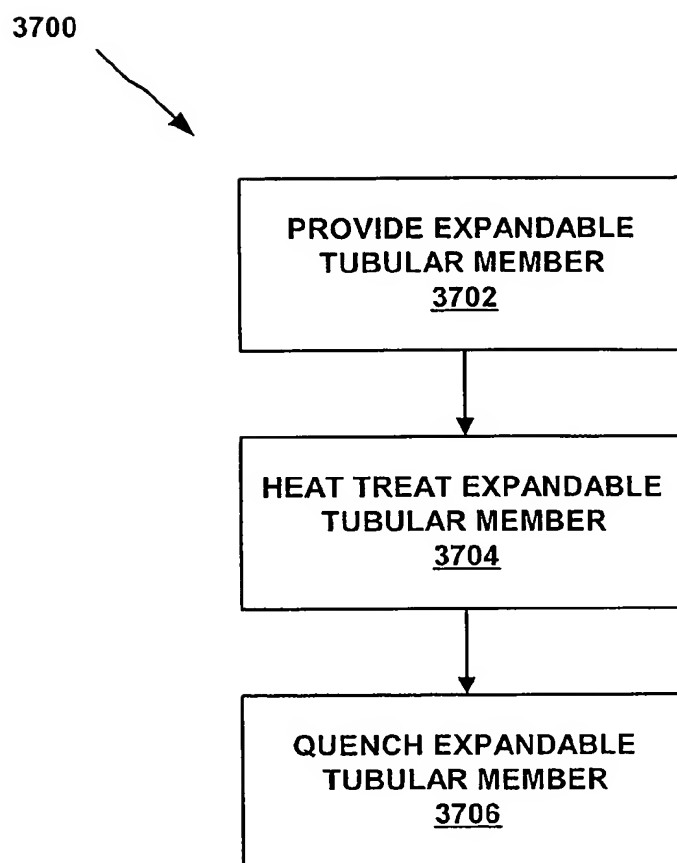 3700
PROVIDE EXPANDABLE
TUBULAR MEMBER
3702
HEAT TREAT EXPANDABLE
TUBULAR MEMBER
3704
QUENCH EXPANDABLE
TUBULAR MEMBER
3706